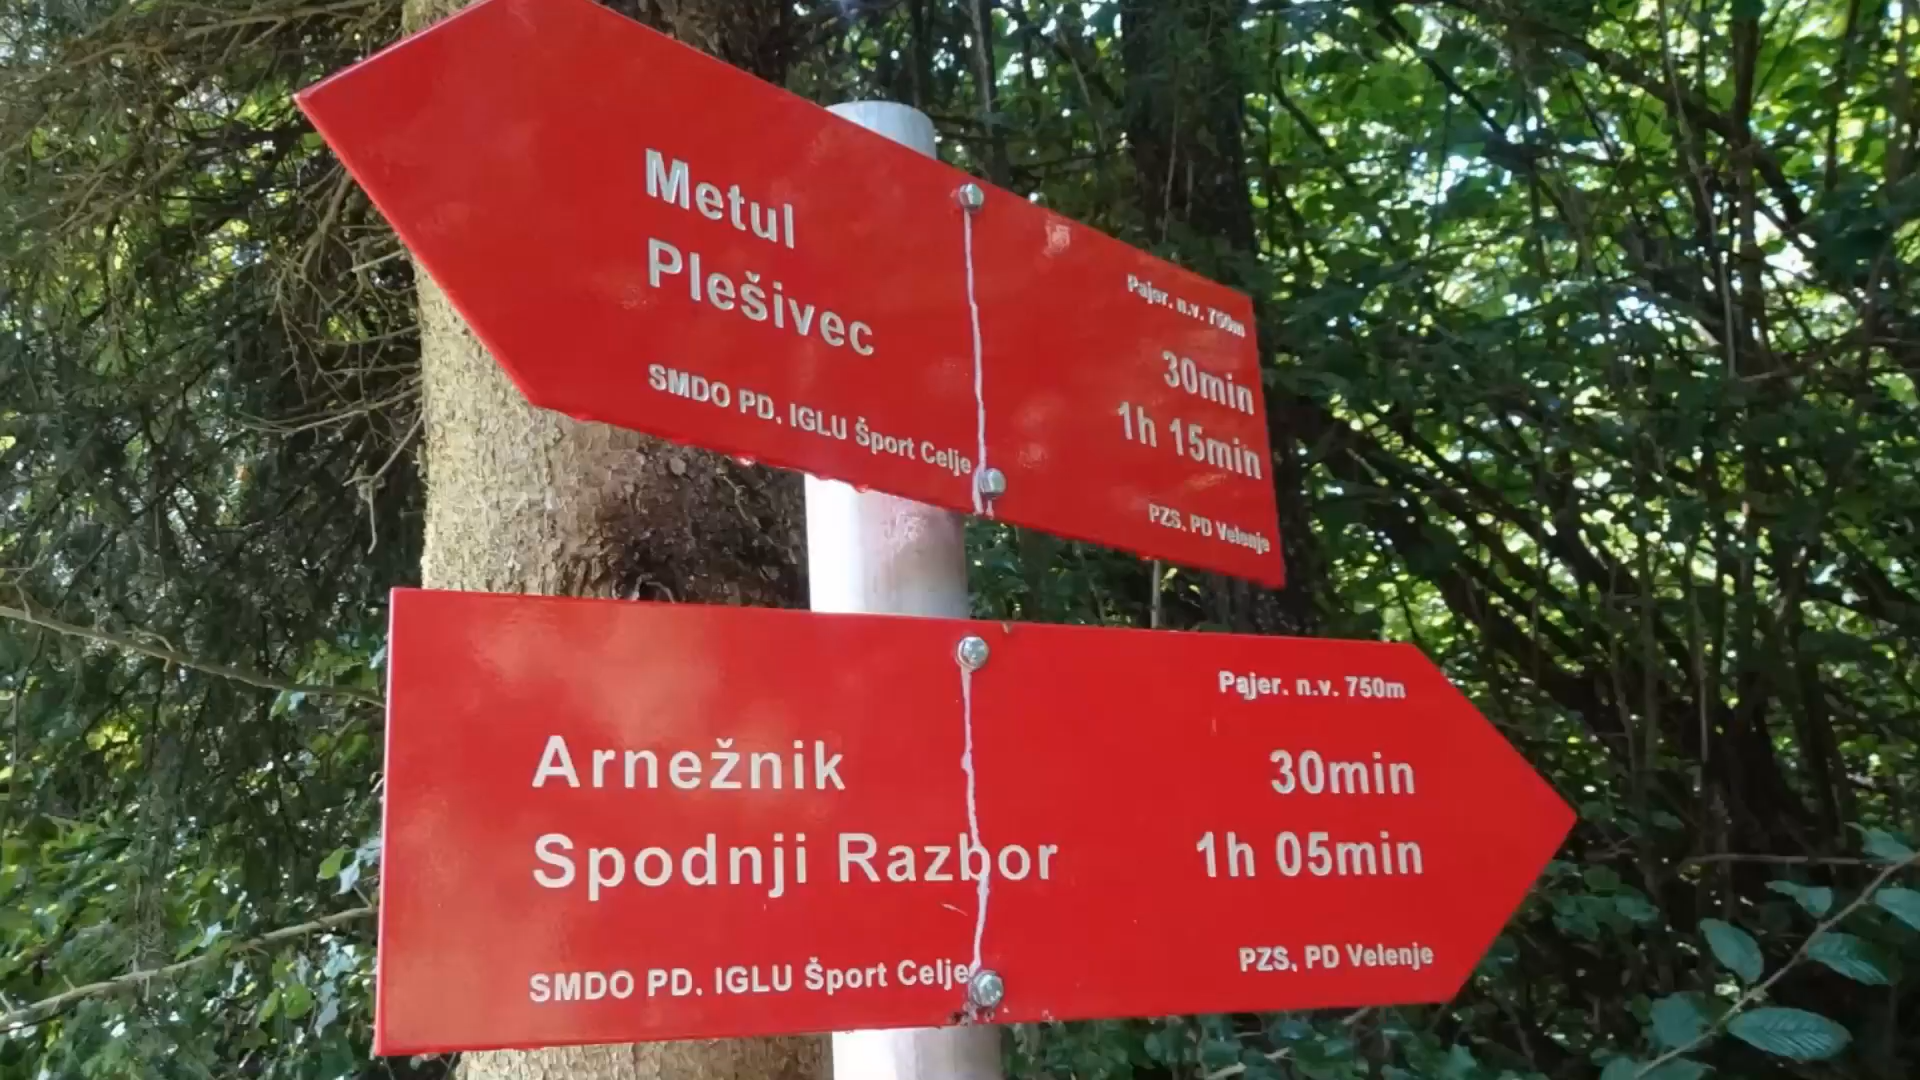 Pajer. n.v. 750m
Metul 30min
Plešivec 1h 15min
SMDO PD. IGLU Šport Celje PZS, PD Velenje
Pajer. n.v. 750m
Arnežnik 30min
Spodnji Razbor 1h 05min
SMDO PD. IGLU Šport Celje PZS, PD Velenje